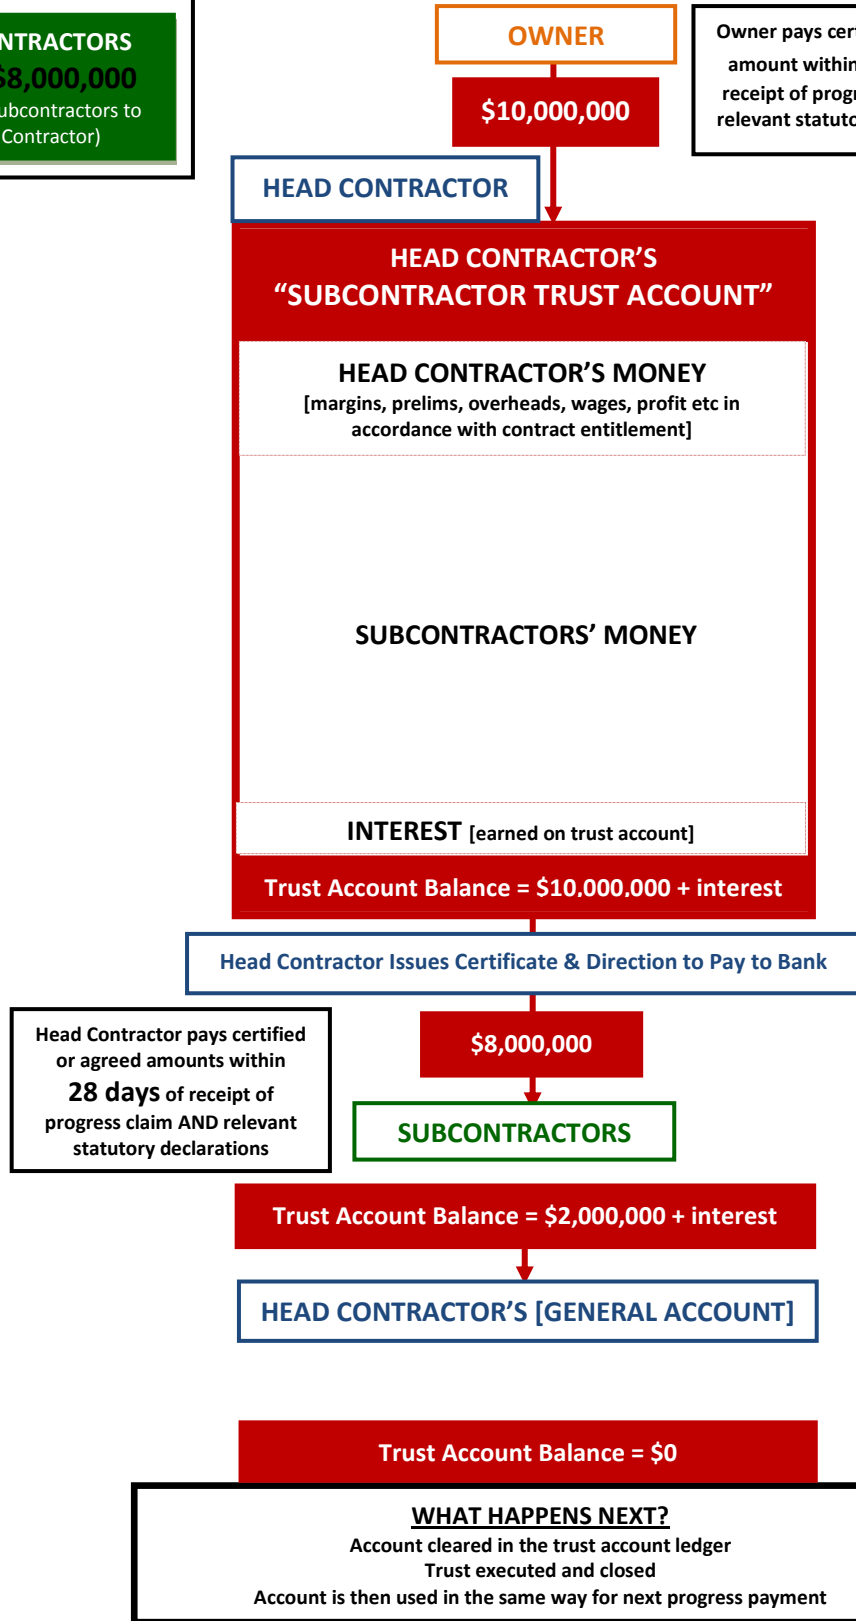 NTRACTORS
$8,000,000
ubcontractors to
Contractor)
OWNER
Owner pays cert
amount within
receipt of progr
relevant statuto
$10,000,000
HEAD CONTRACTOR
HEAD CONTRACTOR’S
“SUBCONTRACTOR TRUST ACCOUNT”
HEAD CONTRACTOR’S MONEY
[margins, prelims, overheads, wages, profit etc in
accordance with contract entitlement]
SUBCONTRACTORS’ MONEY
INTEREST [earned on trust account]
Trust Account Balance = $10,000,000 + interest
Head Contractor Issues Certificate & Direction to Pay to Bank
Head Contractor pays certified
or agreed amounts within
28 days of receipt of
progress claim AND relevant
statutory declarations
$8,000,000
SUBCONTRACTORS
Trust Account Balance = $2,000,000 + interest
HEAD CONTRACTOR’S [GENERAL ACCOUNT]
Trust Account Balance = $0
WHAT HAPPENS NEXT?
Account cleared in the trust account ledger
Trust executed and closed
Account is then used in the same way for next progress payment